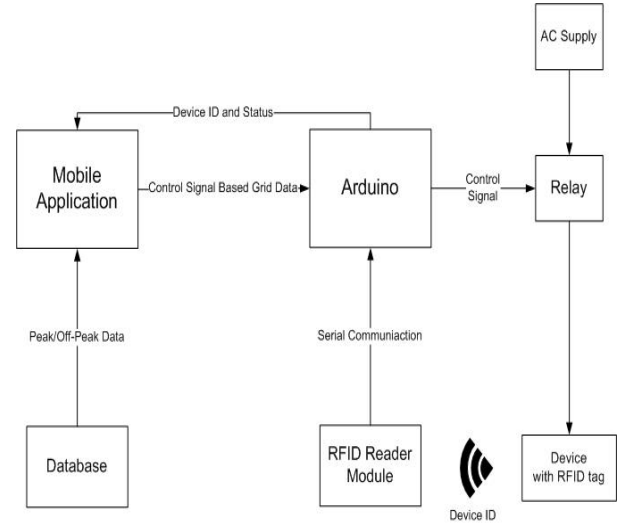 AC Supply
Device ID and Status
Mobile
Application
Control Signal Based Grid Data
Arduino
Control
Signal
Relay
Peak/Off-Peak Data
Serial Communiaction
Database
RFID Reader
Module
Device
with RFID tag
Device ID